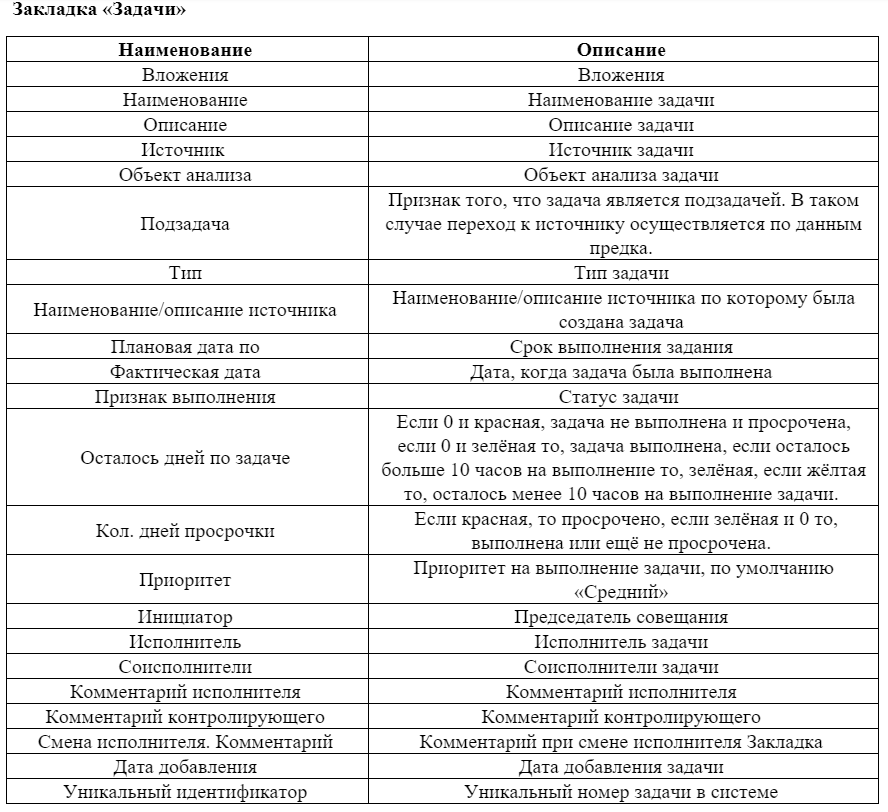 Закладка «Задачи»
Наименование Описание
Вложения Вложения
Наименование Наименование задачи
Описание Описание задачи
Источник Источник задачи
Объект анализа Объект анализа задачи
Подзадача Признак того, что задача является подзадачей. В таком
случае переход к источнику осуществляется по данным
предка.
Тип Тип задачи
Наименование/описание источника Наименование/описание источника по которому была
создана задача
Плановая дата по Срок выполнения задания
Фактическая дата Дата, когда задача была выполнена
Признак выполнения Статус задачи
Осталось дней по задаче Если 0 и красная, задача не выполнена и просрочена,
если 0 и зелёная то, задача выполнена, если осталось
больше 10 часов на выполнение то, зелёная, если жёлтая
то, осталось менее 10 часов на выполнение задачи.
Кол. дней просрочки Если красная, то просрочено, если зелёная и 0 то,
выполнена или ещё не просрочена.
Приоритет Приоритет на выполнение задачи, по умолчанию
«Средний»
Инициатор Председатель совещания
Исполнитель Исполнитель задачи
Соисполнители Соисполнители задачи
Комментарий исполнителя Комментарий исполнителя
Комментарий контролирующего Комментарий контролирующего
Смена исполнителя. Комментарий Комментарий при смене исполнителя Закладка
Дата добавления Дата добавления задачи
Уникальный идентификатор Уникальный номер задачи в системе